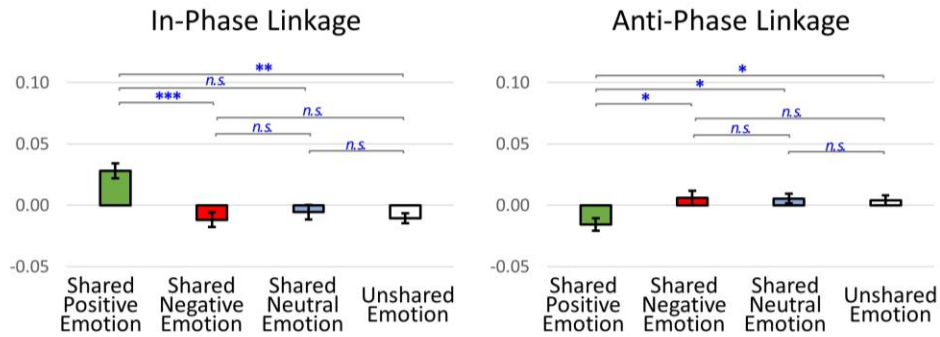 In-Phase Linkage
0.10
0.05
0.00
-0.05
**
n.s.
***
n.s.
n.s.
n.s.
Shared
Positive
Emotion
Shared
Negative
Emotion
Shared
Neutral
Emotion
Unshared
Emotion
Anti-Phase Linkage
0.10
0.05
0.00
-0.05
*
*
*
n.s.
n.s.
n.s.
Shared
Positive
Emotion
Shared
Negative
Emotion
Shared
Neutral
Emotion
Unshared
Emotion